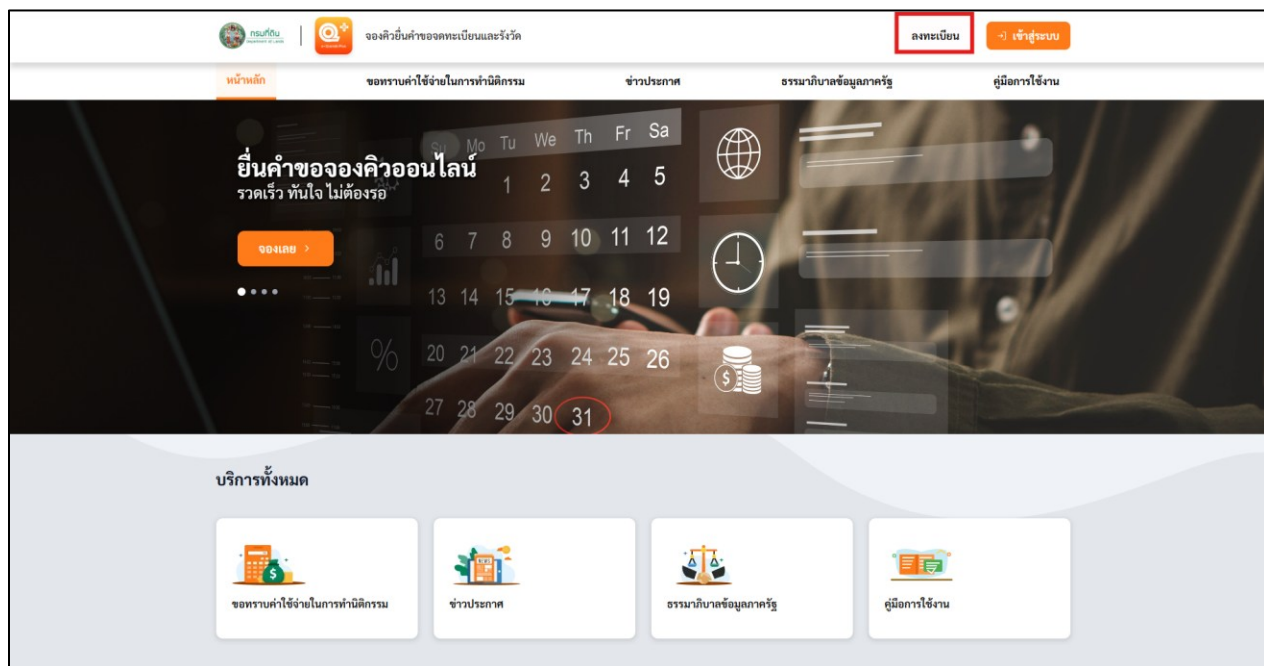 กรมที่ดิน
DEPARTMENT OF LANDS
จองคิวยื่นคำขอจดทะเบียนและรังวัด
ลงทะเบียน
เข้าสู่ระบบ
หน้าหลัก
ขอทราบค่าใช้จ่ายในการทำนิติกรรม
ข่าวประกาศ
ธรรมาภิบาลข้อมูลภาครัฐ
คู่มือการใช้งาน
ยื่นคำขอจองคิวออนไลน์
รวดเร็ว ทันใจ ไม่ต้องรอ
จองเลย >
Su Mo Tu We Th Fr Sa
1 2 3 4 5
6 7 8 9 10 11 12
13 14 15 16 17 18 19
% 20 21 22 23 24 25 26
27 28 29 30 31
บริการทั้งหมด
ขอทราบค่าใช้จ่ายในการทำนิติกรรม
ข่าวประกาศ
ธรรมาภิบาลข้อมูลภาครัฐ
คู่มือการใช้งาน